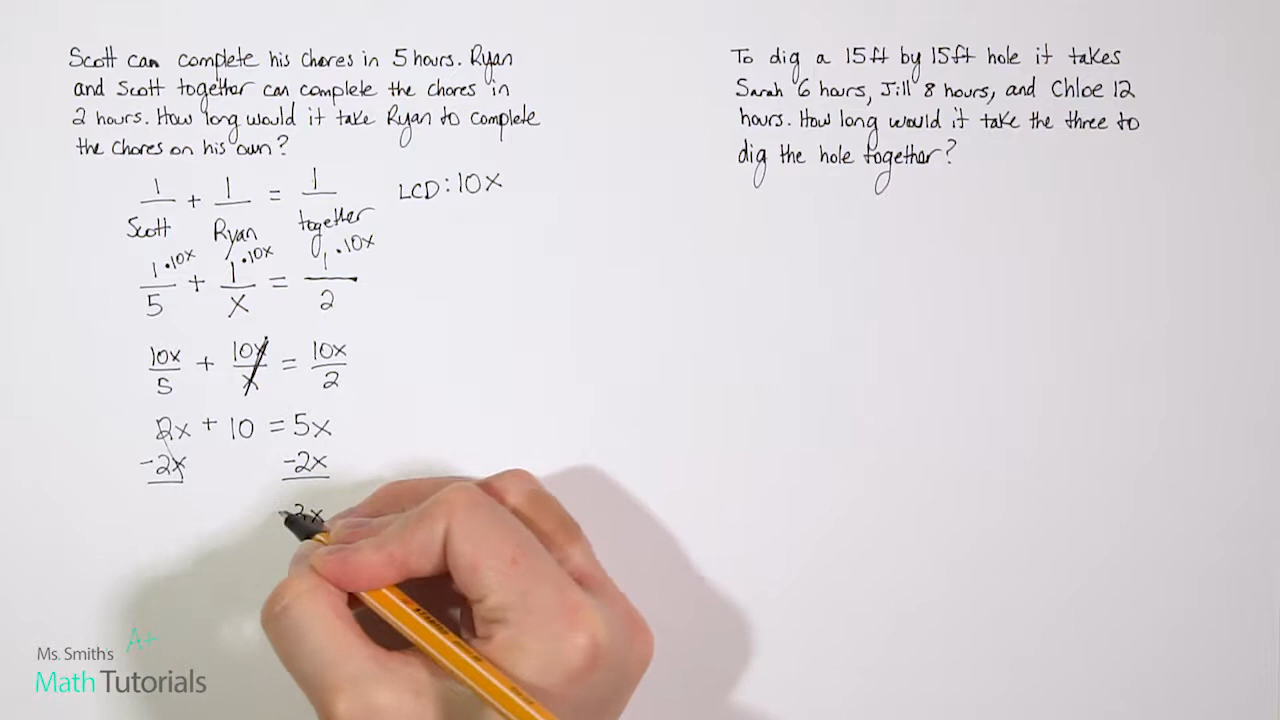 Scott can complete his chores in 5 hours. Ryan
and Scott together can complete the chores in
2 hours. How long would it take Ryan to complete
the chores on his own?
1/Scott + 1/Ryan = 1/together
LCD: 10x
1·10x/5 + 1·10x/x = 1·10x/2
10x/5 + 10x/x = 10x/2
2x + 10 = 5x
-2x -2x
3x
To dig a 15ft by 15ft hole it takes
Sarah 6 hours, Jill 8 hours, and Chloe 12
hours. How long would it take the three to
dig the hole together?
Ms. Smith's A+
Math Tutorials